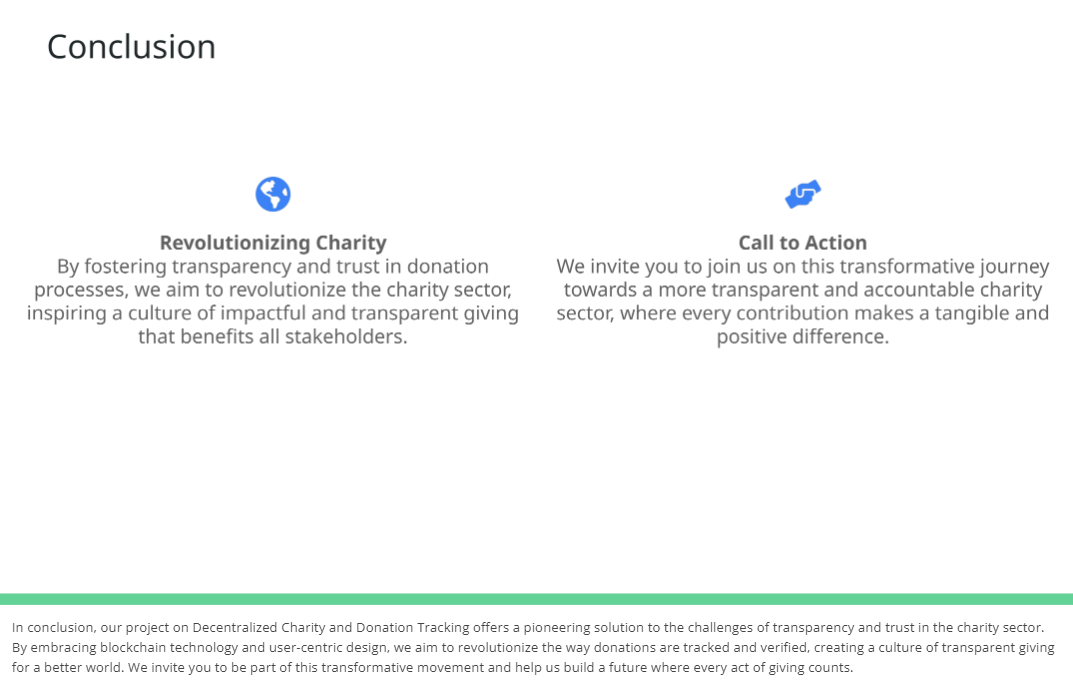 Conclusion
Revolutionizing Charity
By fostering transparency and trust in donation
processes, we aim to revolutionize the charity sector,
inspiring a culture of impactful and transparent giving
that benefits all stakeholders.
Call to Action
We invite you to join us on this transformative journey
towards a more transparent and accountable charity
sector, where every contribution makes a tangible and
positive difference.
In conclusion, our project on Decentralized Charity and Donation Tracking offers a pioneering solution to the challenges of transparency and trust in the charity sector.
By embracing blockchain technology and user-centric design, we aim to revolutionize the way donations are tracked and verified, creating a culture of transparent giving
for a better world. We invite you to be part of this transformative movement and help us build a future where every act of giving counts.